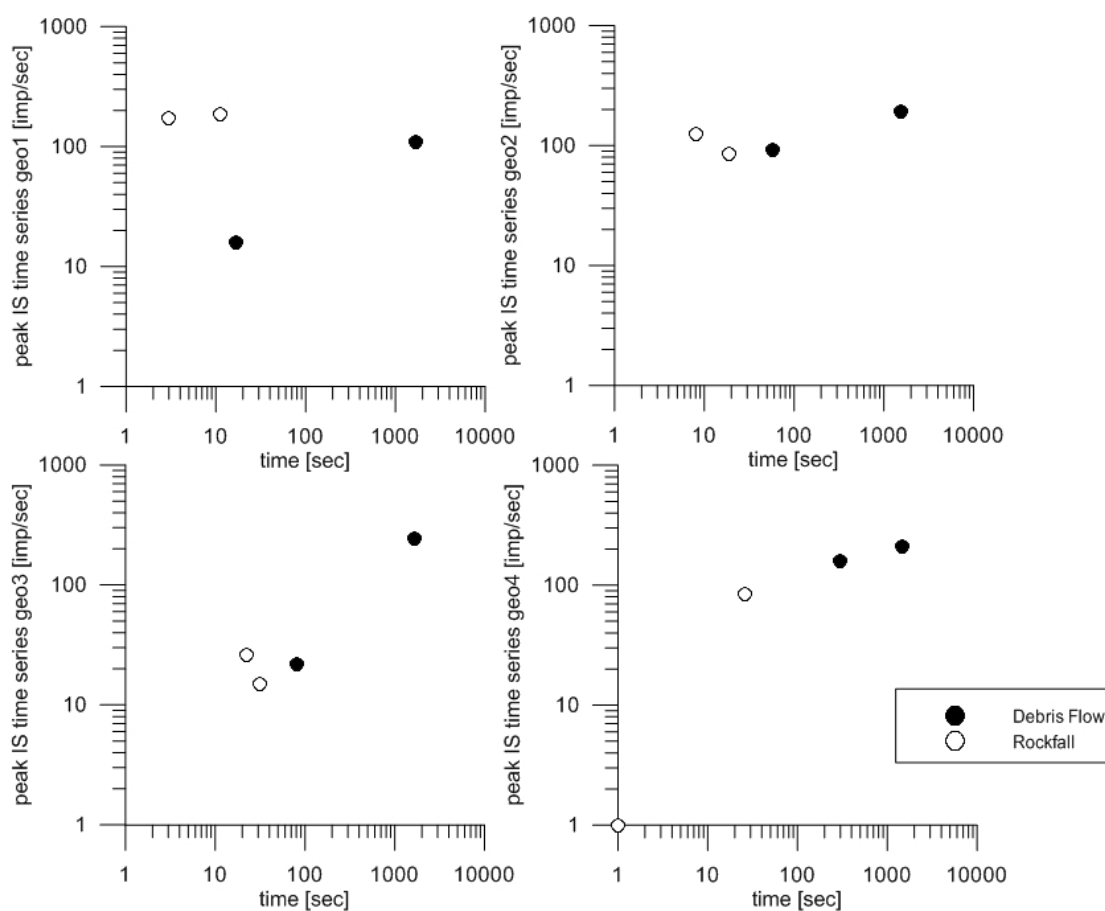 peak IS time series geo1 [imp/sec]
1000
100
10
1
1 10 100 1000 10000
time [sec]
peak IS time series geo2 [imp/sec]
1000
100
10
1
1 10 100 1000 10000
time [sec]
peak IS time series geo3 [imp/sec]
1000
100
10
1
1 10 100 1000 10000
time [sec]
peak IS time series geo4 [imp/sec]
1000
100
10
1
1 10 100 1000 10000
time [sec]
Debris Flow
Rockfall